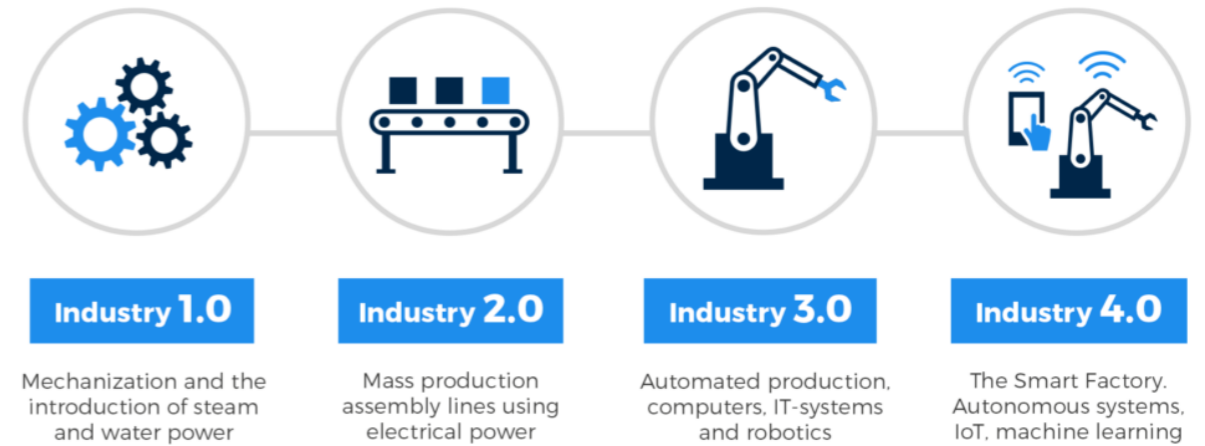 Industry 1.0
Mechanization and the
introduction of steam
and water power
Industry 2.0
Mass production
assembly lines using
electrical power
Industry 3.0
Automated production,
computers, IT-systems
and robotics
Industry 4.0
The Smart Factory.
Autonomous systems,
IoT, machine learning